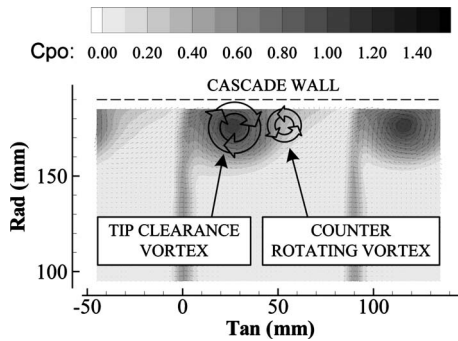 Cpo: 0.00 0.20 0.40 0.60 0.80 1.00 1.20 1.40
CASCADE WALL
Rad (mm)
150
100
TIP CLEARANCE
VORTEX
COUNTER
ROTATING VORTEX
-50 0 50 100
Tan (mm)